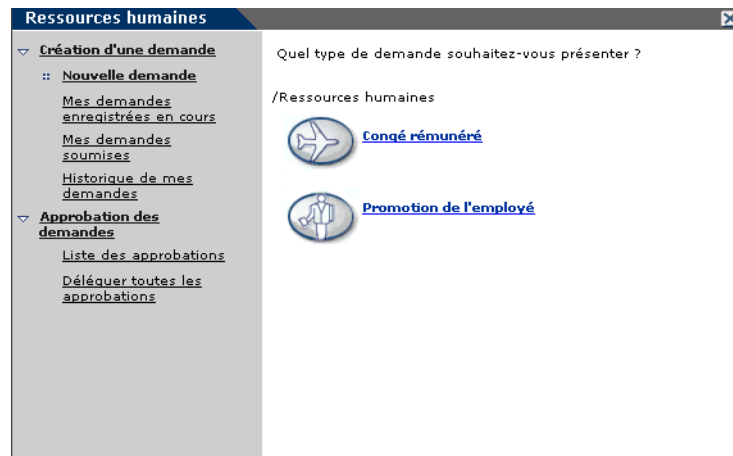 Ressources humaines
Création d'une demande
Nouvelle demande
Mes demandes
enregistrées en cours
Mes demandes
soumises
Historique de mes
demandes
Approbation des
demandes
Liste des approbations
Déléguer toutes les
approbations
Quel type de demande souhaitez-vous présenter ?
/Ressources humaines
Congé rémunéré
Promotion de l'employé